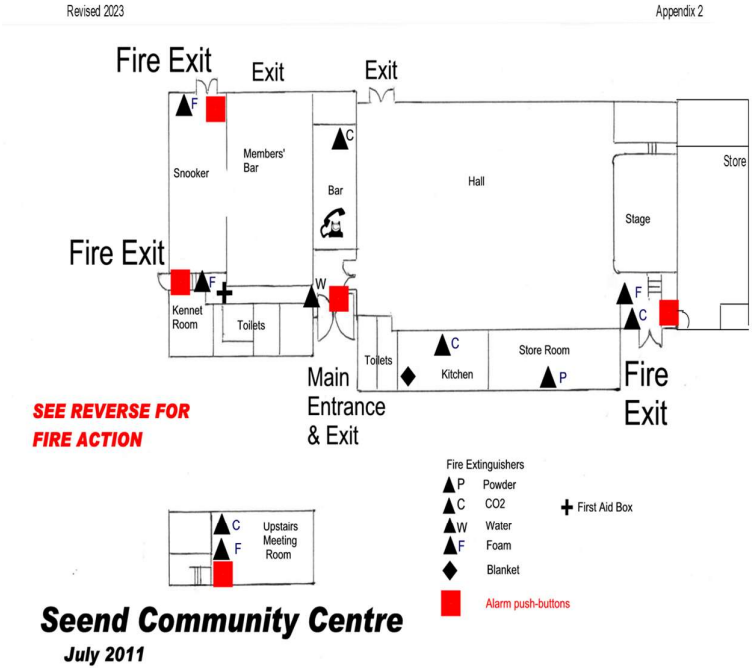 Revised 2023
Appendix 2
Fire Exit
Exit
Exit
F
C
Members'
Bar
Snooker
Bar
Hall
Store
Stage
Fire Exit
F
W
F
C
Kennet
Room
Toilets
Toilets
C
Kitchen
Store Room
P
Main
Entrance
& Exit
Fire
Exit
SEE REVERSE FOR
FIRE ACTION
Fire Extinguishers
P Powder
C CO2
W Water
F Foam
Blanket
Alarm push-buttons
First Aid Box
C
F
Upstairs
Meeting
Room
Seend Community Centre
July 2011